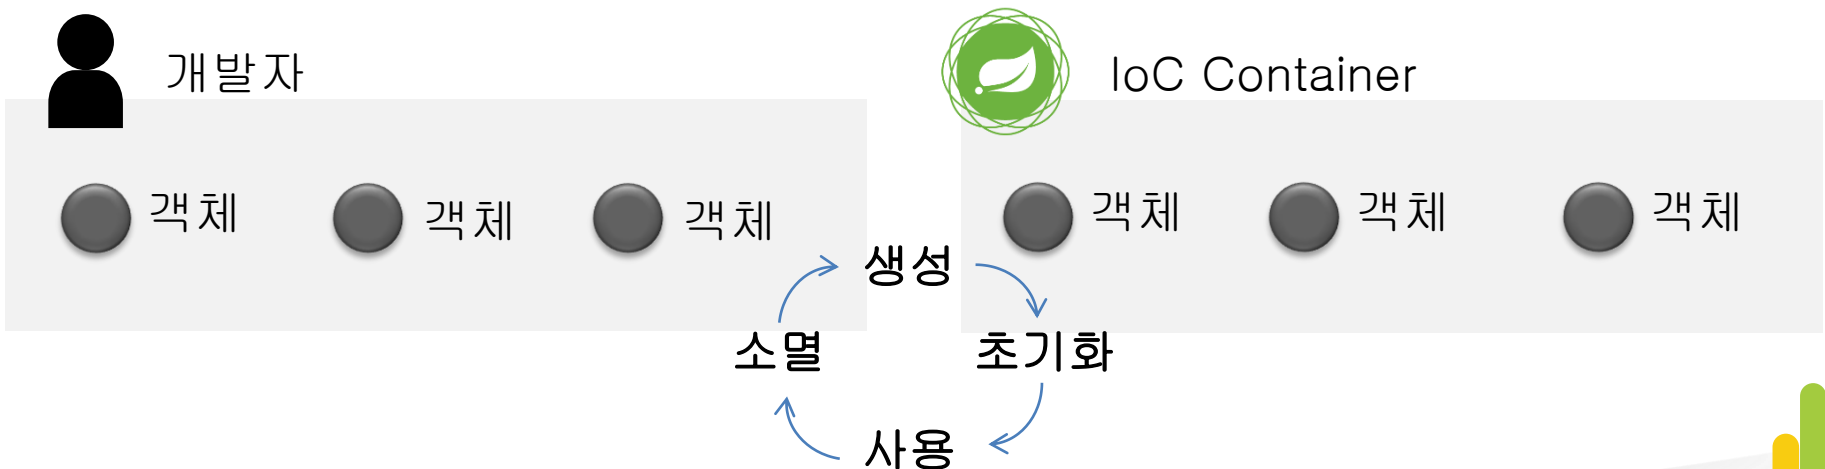 개발자
IoC Container
객체 객체 객체
객체 객체 객체
생성
소멸
초기화
사용